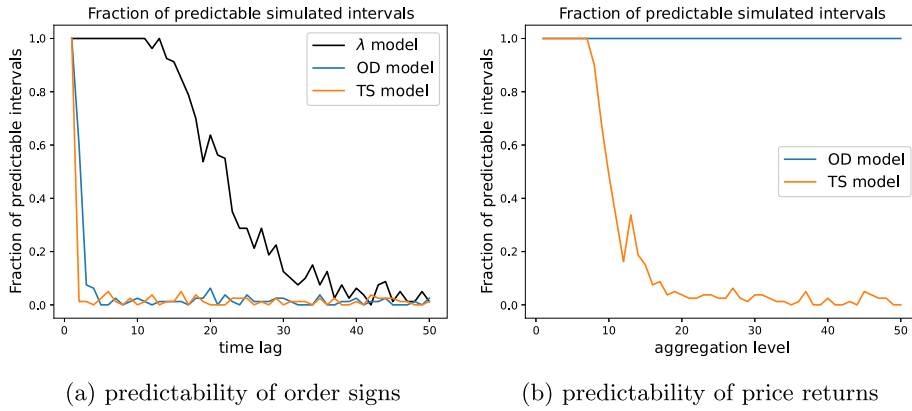 Fraction of predictable simulated intervals
Fraction of predictable intervals
1.0
0.8
0.6
0.4
0.2
0.0
λ model
OD model
TS model
0 10 20 30 40 50
time lag
(a) predictability of order signs
Fraction of predictable simulated intervals
Fraction of predictable intervals
1.0
0.8
0.6
0.4
0.2
0.0
OD model
TS model
0 10 20 30 40 50
aggregation level
(b) predictability of price returns